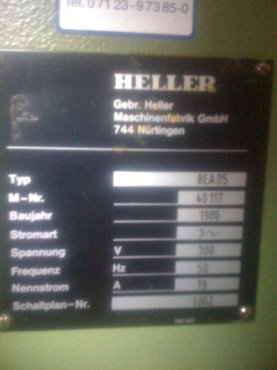 Tel. 0 71 23-9 73 85-0
HELLER
Gebr. Heller
Maschinenfabrik GmbH
744 Nürtingen
Typ BEA 05
M-Nr. 40 117
Baujahr 1986
Stromart 3~
Spannung V 380
Frequenz Hz 50
Nennstrom A
Schaltplan-Nr.